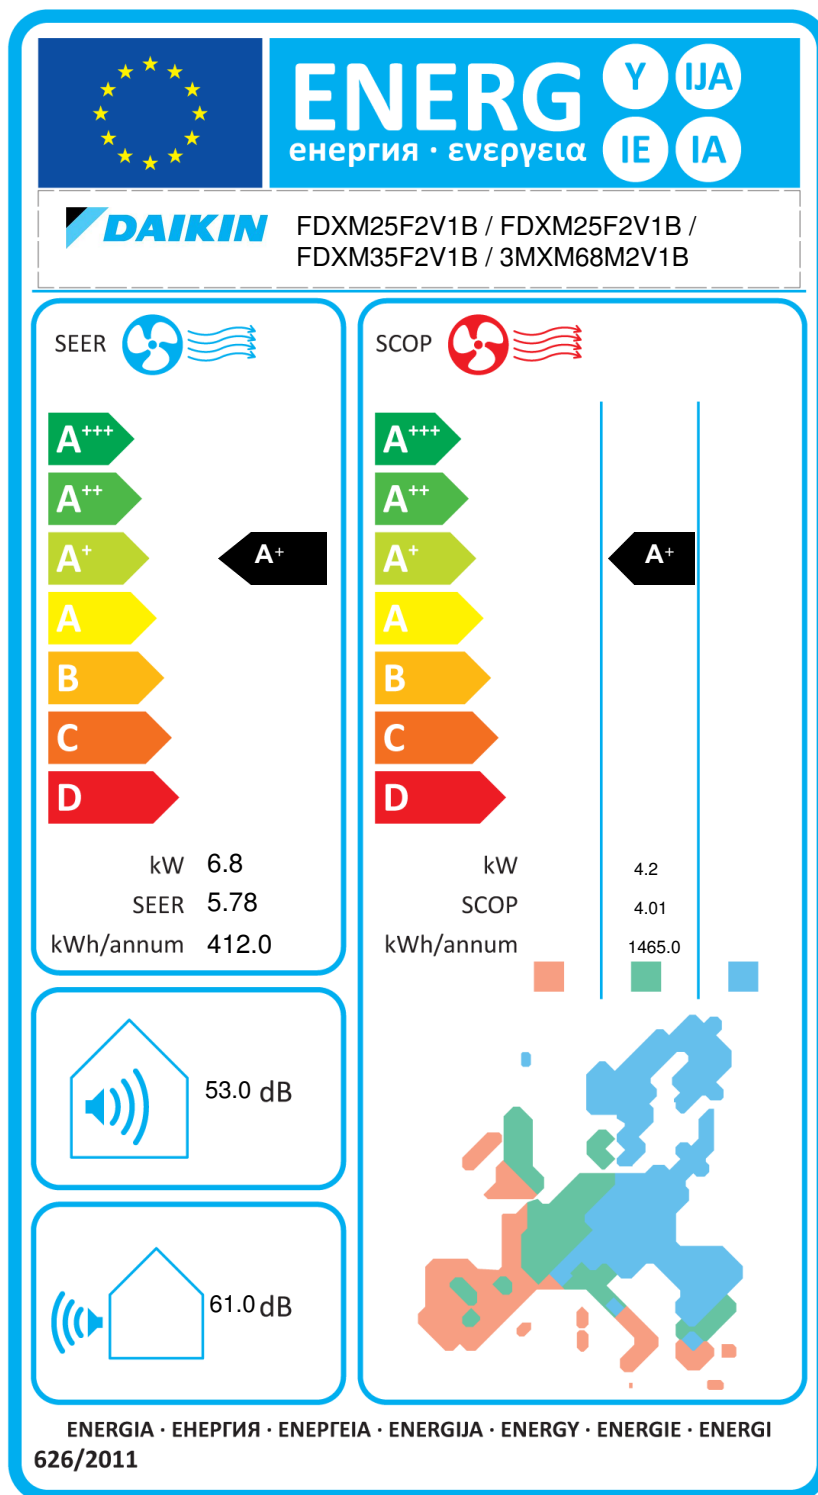 ENERG
енергия · ενεργεια
Y IJA
IE IA
DAIKIN
FDXM25F2V1B / FDXM25F2V1B /
FDXM35F2V1B / 3MXM68M2V1B
SEER
A+++
A++
A+ A+
A
B
C
D
kW 6.8
SEER 5.78
kWh/annum 412.0
SCOP
A+++
A++
A+ A+
A
B
C
D
kW 4.2
SCOP 4.01
kWh/annum 1465.0
53.0 dB
61.0 dB
ENERGIA · ЕНЕРГИЯ · ΕΝΕΡΓΕΙΑ · ENERGIJA · ENERGY · ENERGIE · ENERGI
626/2011